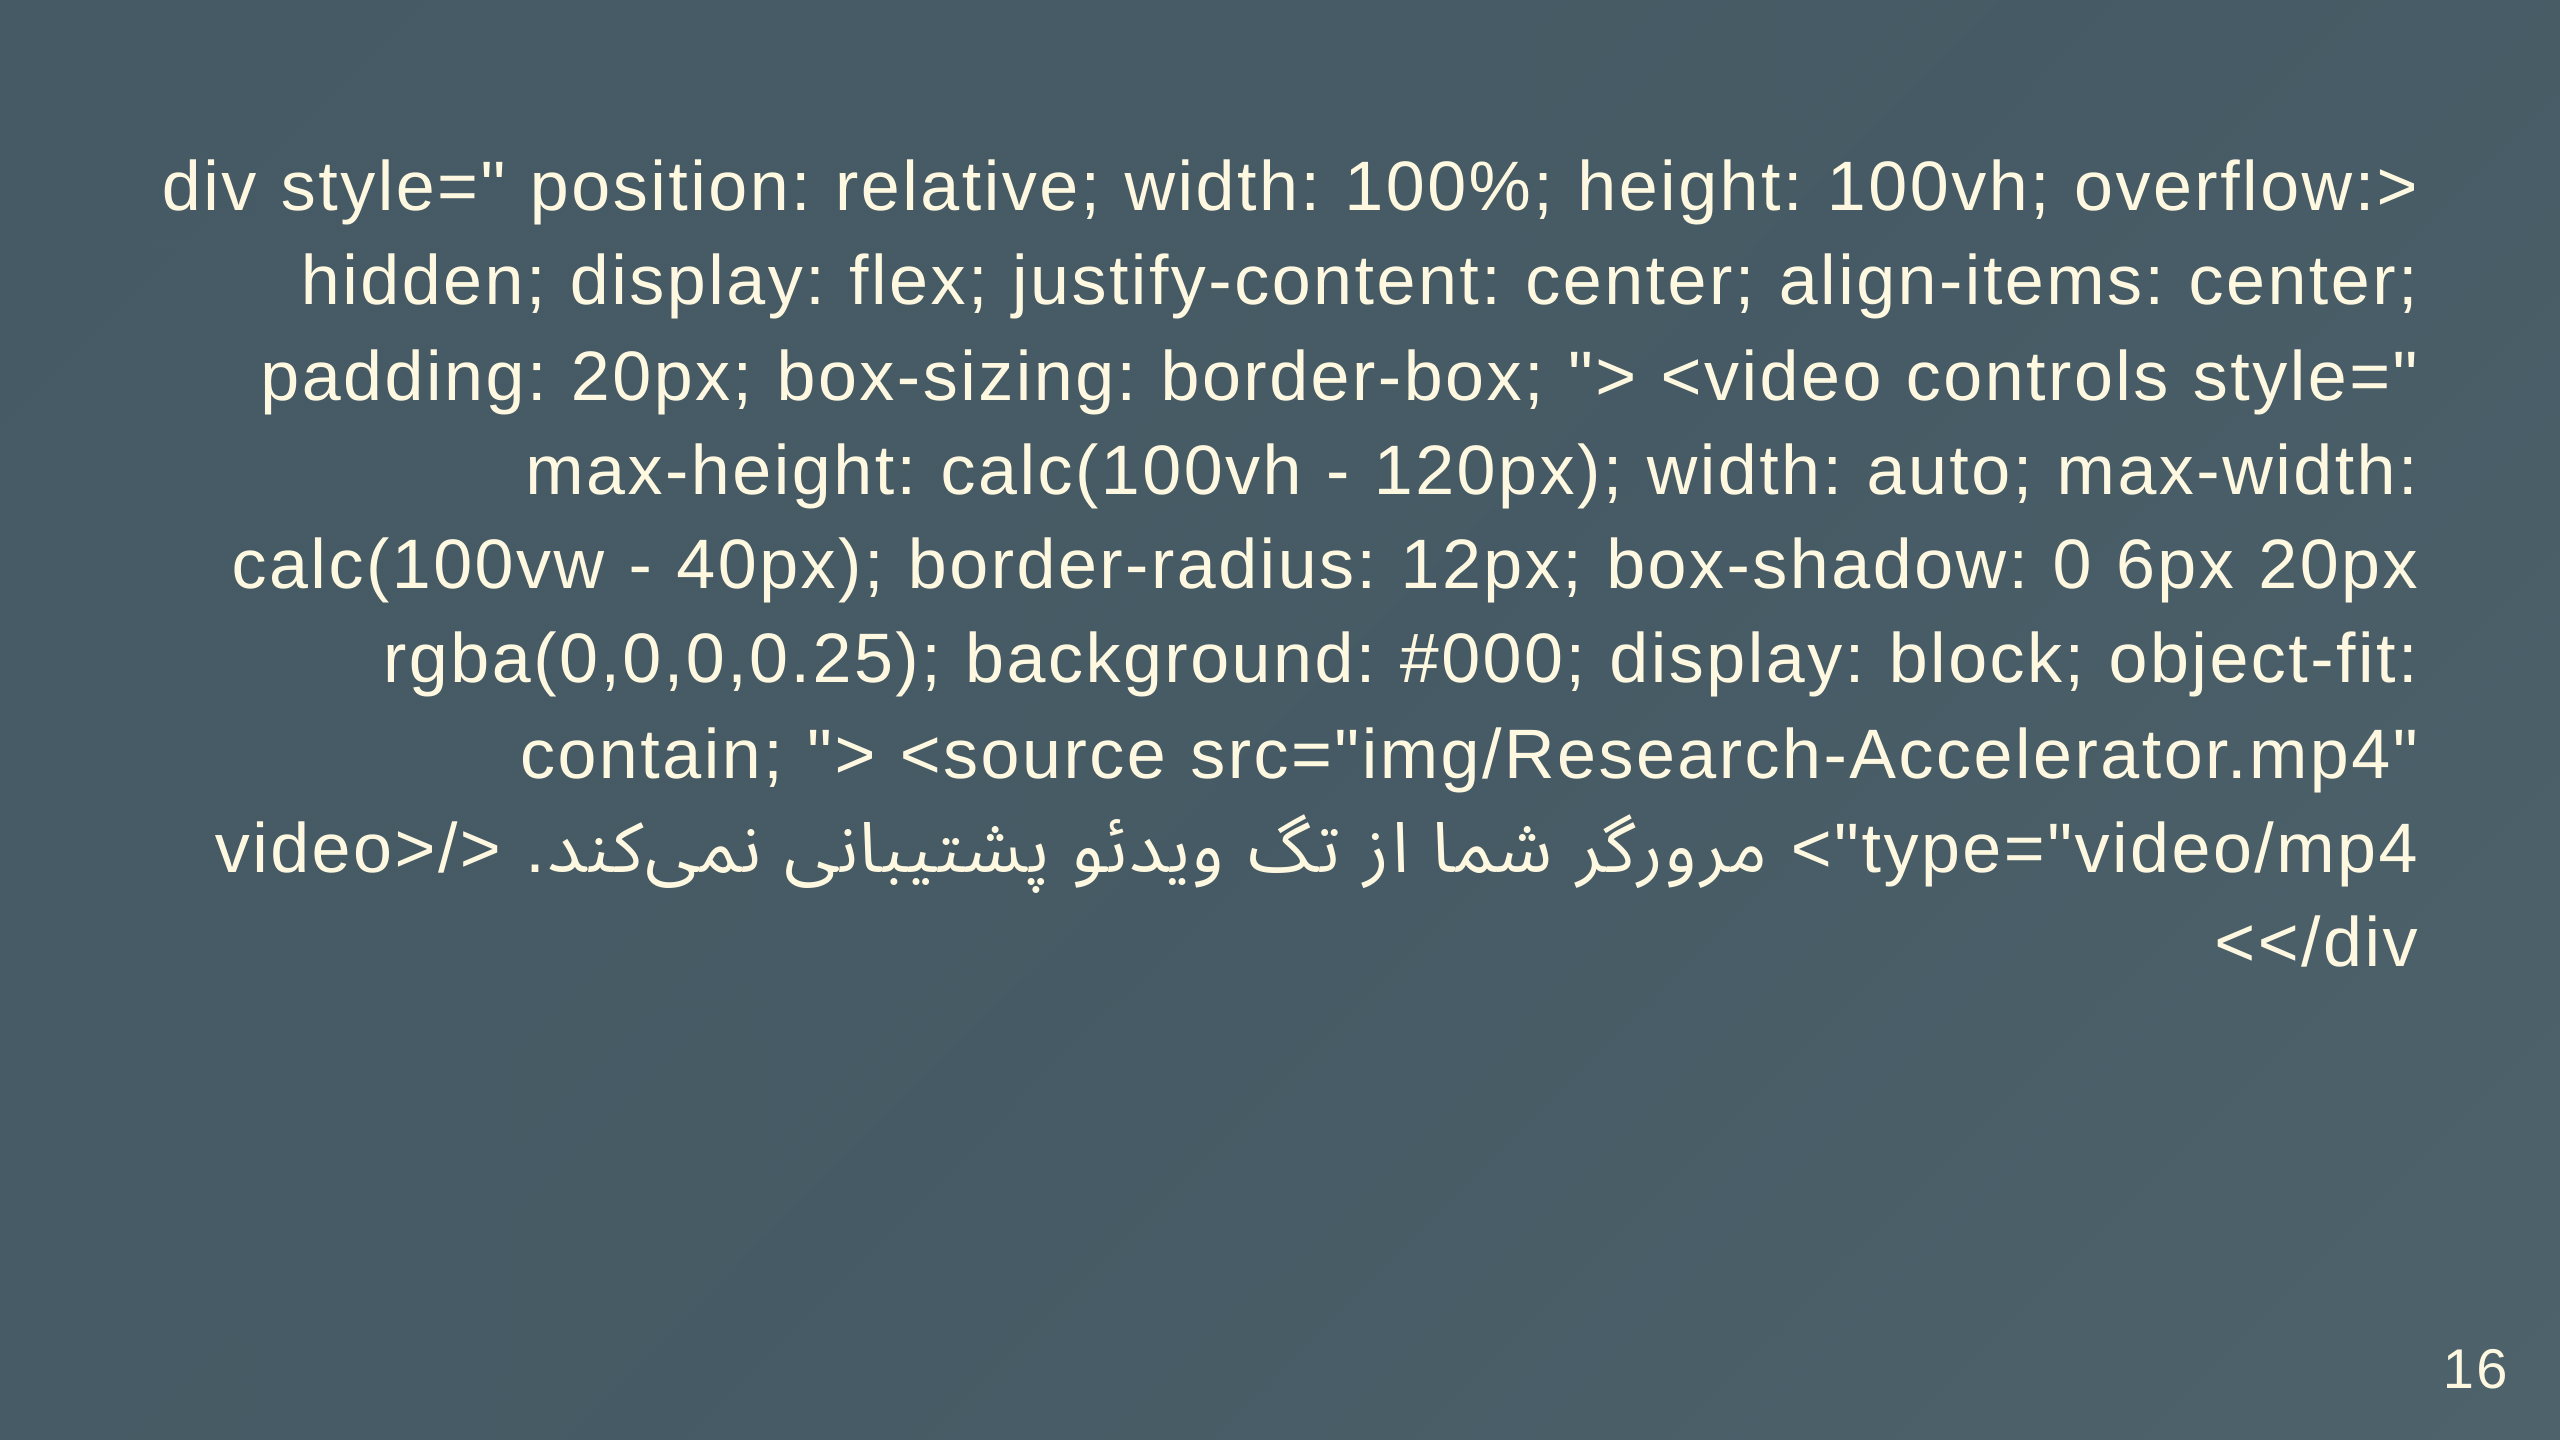 <div style=" position: relative; width: 100%; height: 100vh; overflow:
hidden; display: flex; justify-content: center; align-items: center;
padding: 20px; box-sizing: border-box; "> <video controls style="
max-height: calc(100vh - 120px); width: auto; max-width:
calc(100vw - 40px); border-radius: 12px; box-shadow: 0 6px 20px
rgba(0,0,0,0.25); background: #000; display: block; object-fit:
contain; "> <source src="img/Research-Accelerator.mp4"
type="video/mp4"> مرورگر شما از تگ ویدئو پشتیبانی نمی‌کند. </video>
</div>
16